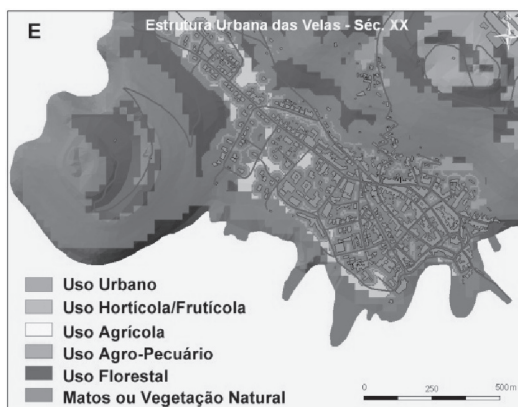 E
Estrutura Urbana das Velas - Séc. XX
Uso Urbano
Uso Hortícola/Frutícola
Uso Agrícola
Uso Agro-Pecuário
Uso Florestal
Matos ou Vegetação Natural
0 250 500m